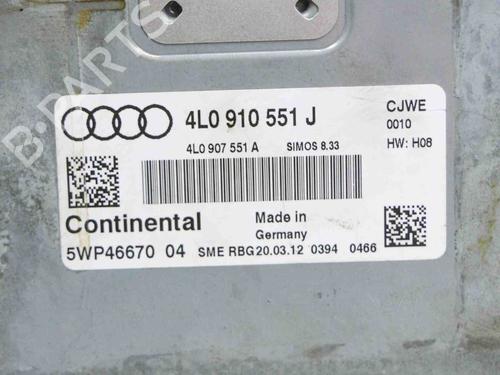 B-PARTS
4L0 910 551 J
CJWE
0010
4L0 907 551 A SIMOS 8.33
HW: H08
Continental
Made in
Germany
5WP46670 04 SME RBG20.03.12 0394 0466